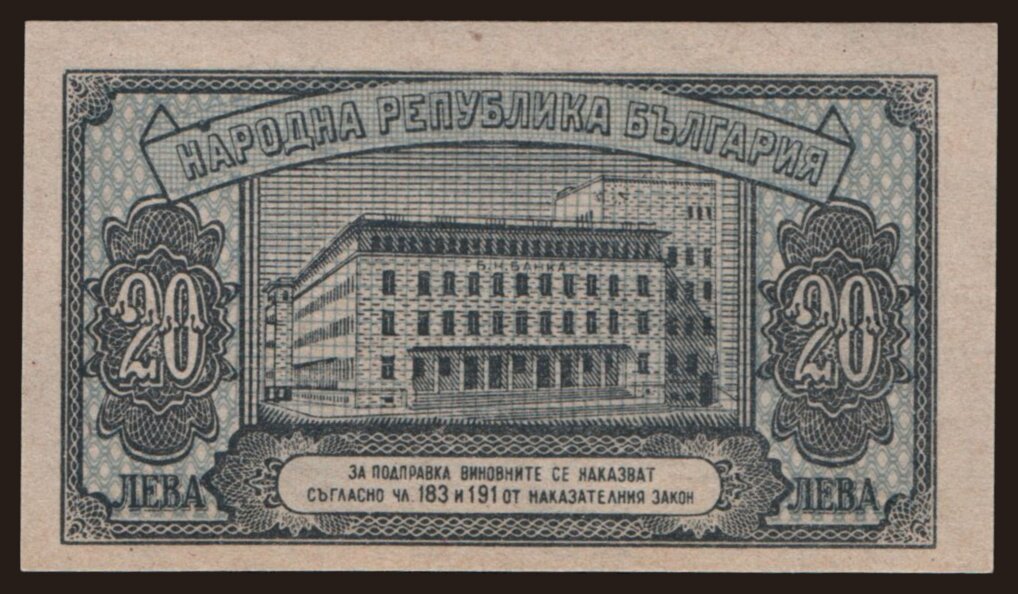 НАРОДНА РЕПУБЛИКА БЪЛГАРИЯ
Б. Н. БАНКА
20
20
ЛЕВА
ЛЕВА
ЗА ПОДПРАВКА ВИНОВНИТЕ СЕ НАКАЗВАТ
СЪГЛАСНО ЧЛ. 183 И 191 ОТ НАКАЗАТЕЛНИЯ ЗАКОН